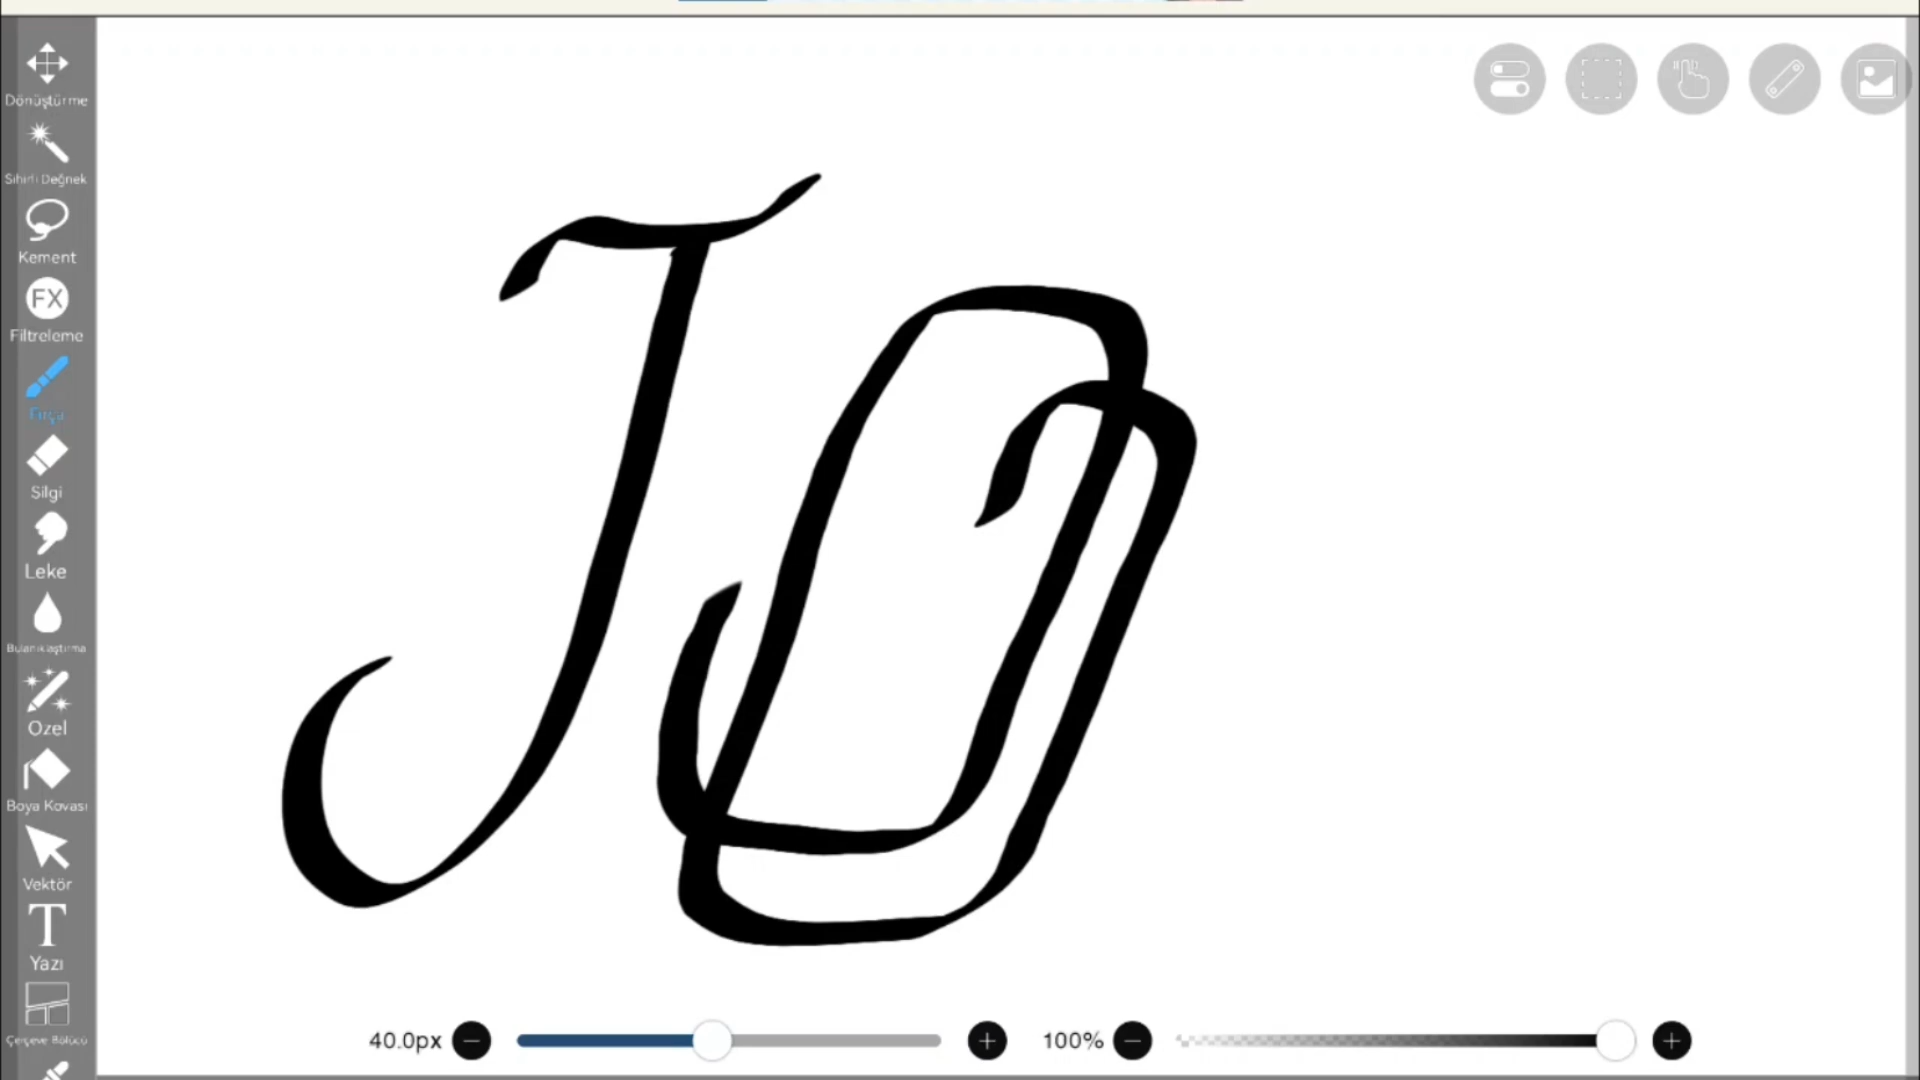 Dönüştürme
Sihirli Değnek
Kement
FX
Filtreleme
Fırça
Silgi
Leke
Bulanıklaştırma
Özel
Boya Kovası
Vektör
T
Yazı
Çerçeve Bölücü
JO
40.0px
100%